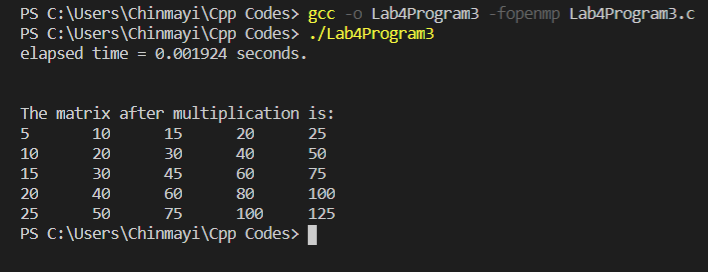 PS C:\Users\Chinmayi\Cpp Codes> gcc -o Lab4Program3 -fopenmp Lab4Program3.c
PS C:\Users\Chinmayi\Cpp Codes> ./Lab4Program3
elapsed time = 0.001924 seconds.
The matrix after multiplication is:
5 10 15 20 25
10 20 30 40 50
15 30 45 60 75
20 40 60 80 100
25 50 75 100 125
PS C:\Users\Chinmayi\Cpp Codes>